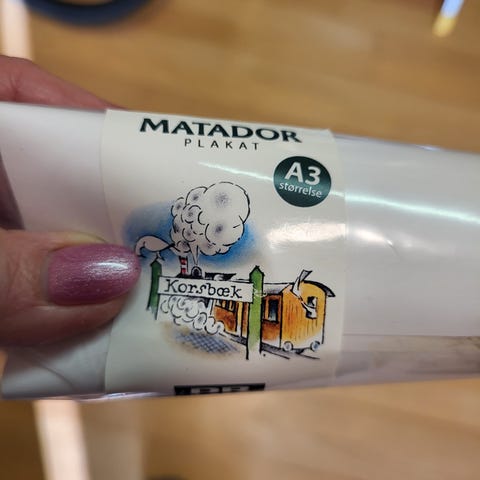 MATADOR
PLAKAT
A3
størrelse
Korsbæk